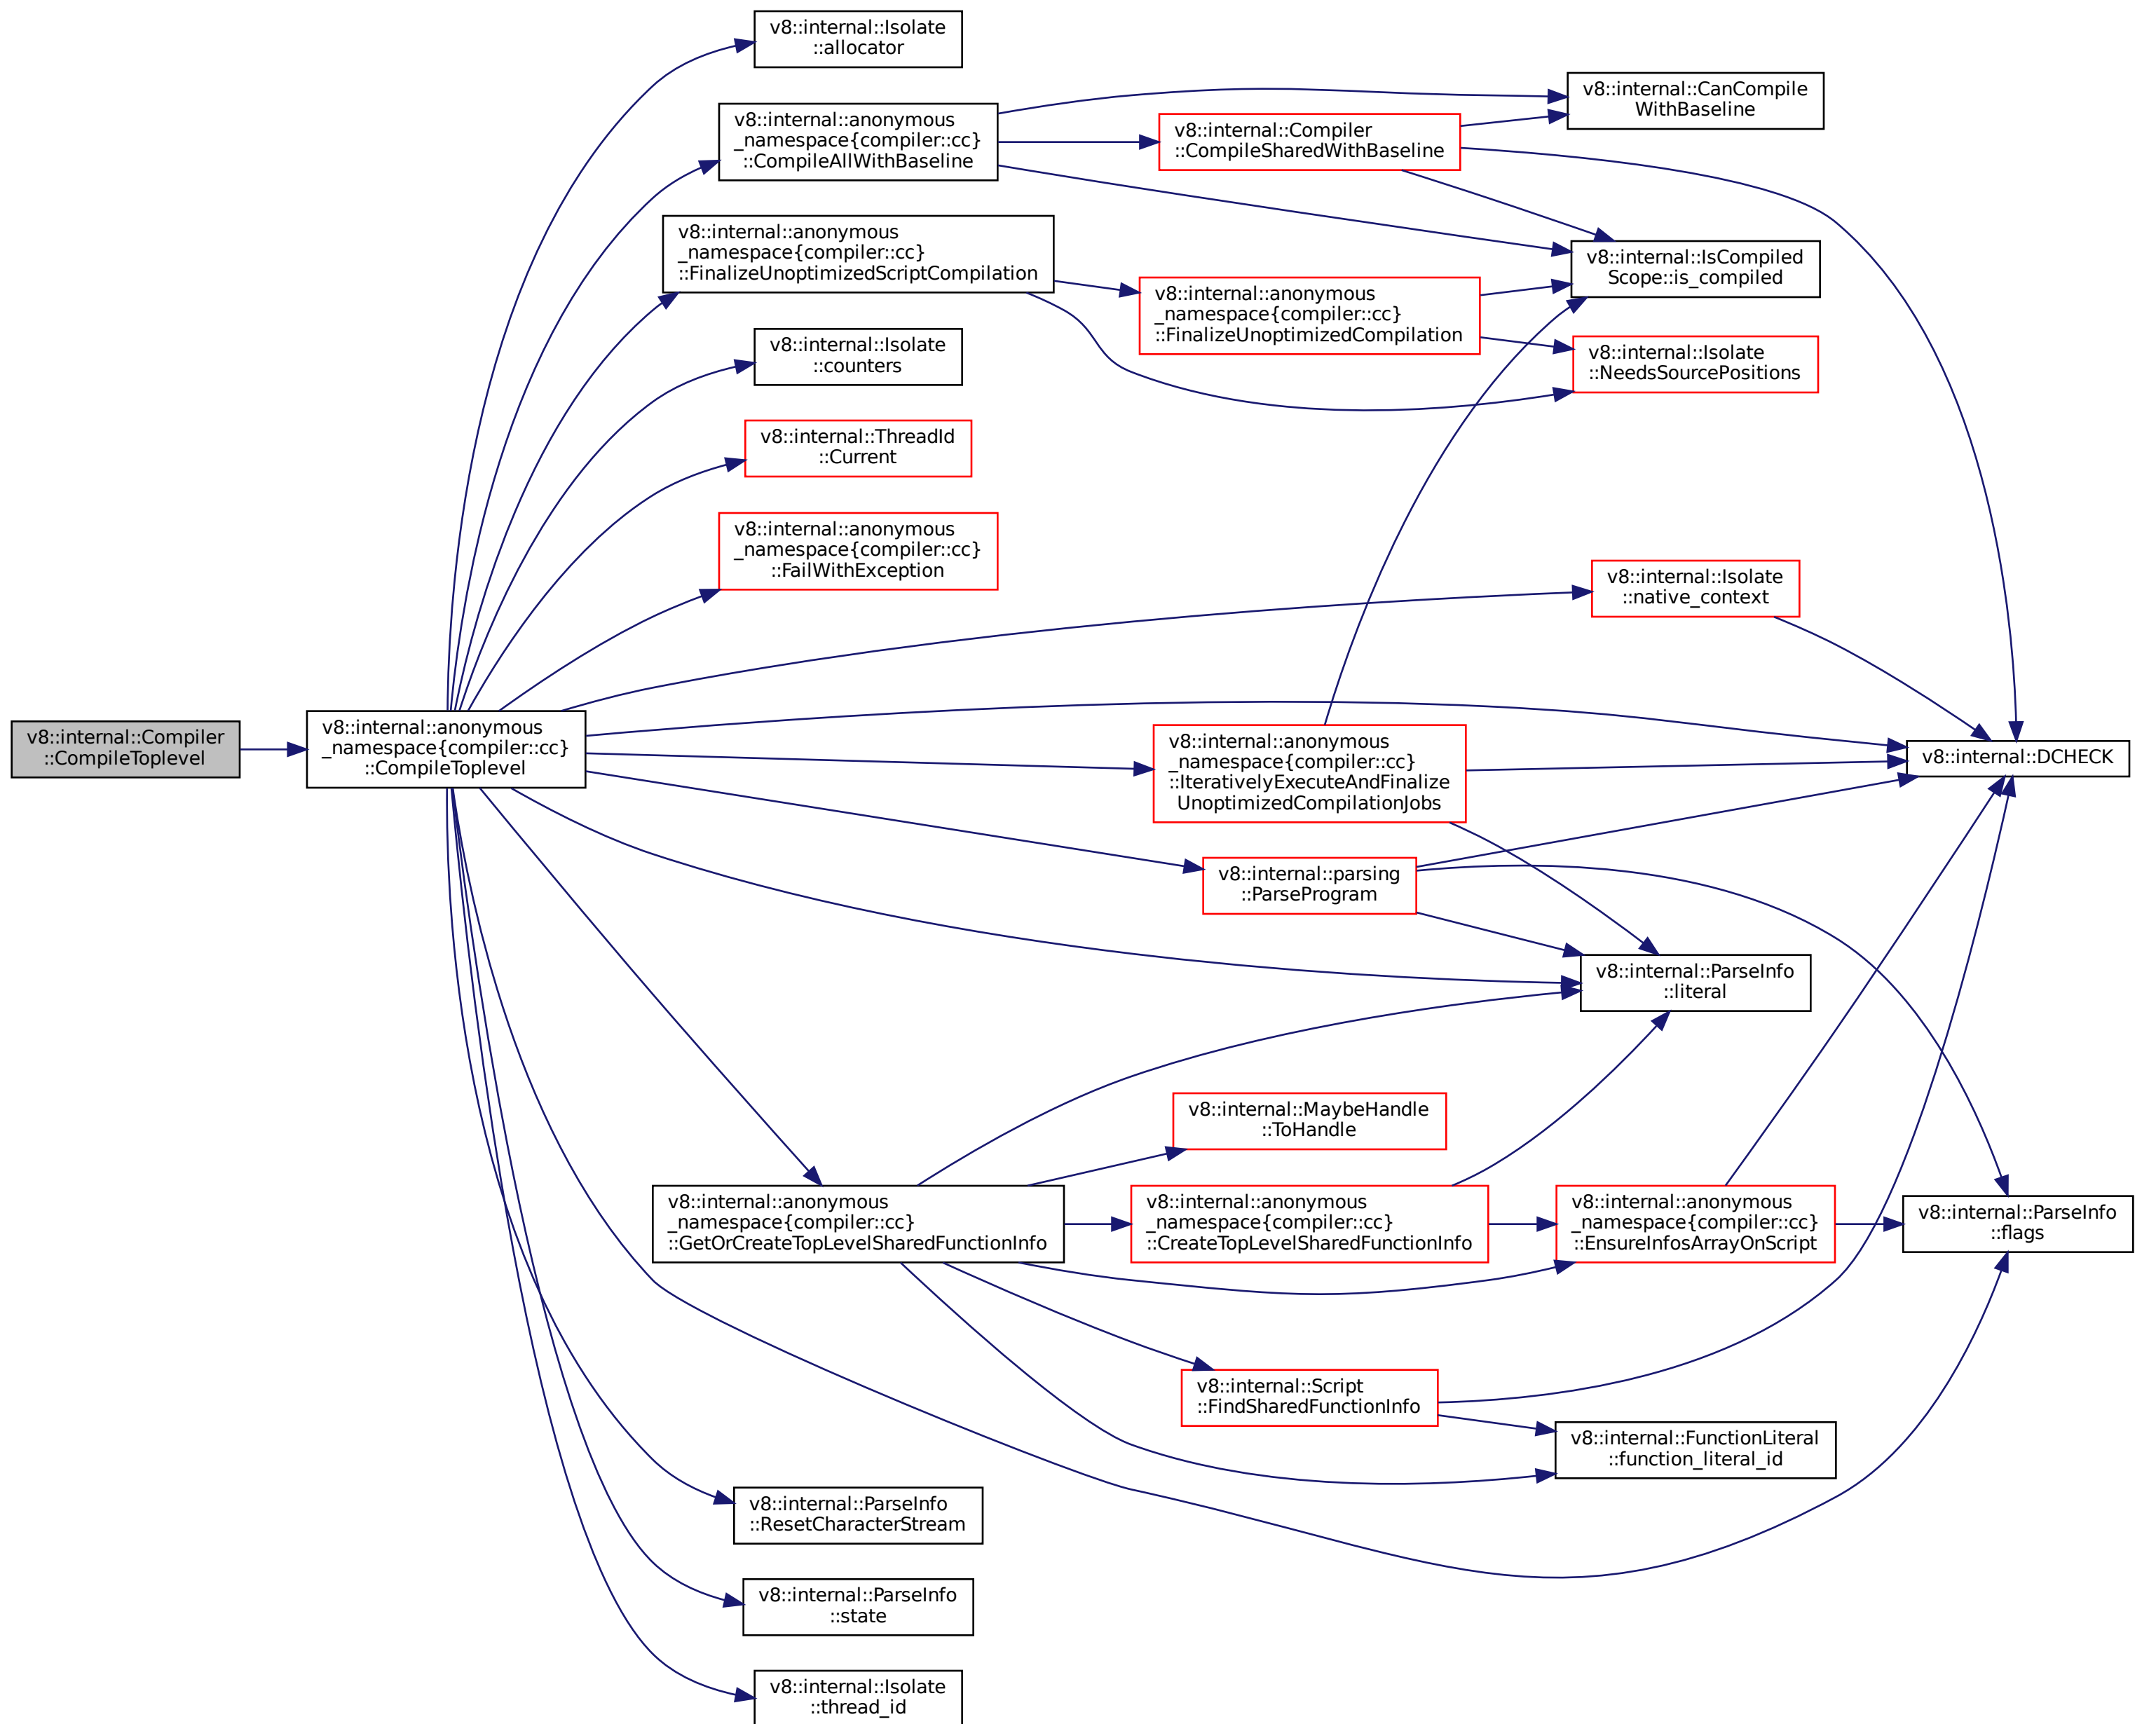 v8::internal::Isolate
::allocator
v8::internal::CanCompile
WithBaseline
v8::internal::anonymous
_namespace{compiler::cc}
::CompileAllWithBaseline
v8::internal::Compiler
::CompileSharedWithBaseline
v8::internal::anonymous
_namespace{compiler::cc}
::FinalizeUnoptimizedScriptCompilation
v8::internal::IsCompiled
Scope::is_compiled
v8::internal::anonymous
_namespace{compiler::cc}
::FinalizeUnoptimizedCompilation
v8::internal::Isolate
::counters
v8::internal::Isolate
::NeedsSourcePositions
v8::internal::ThreadId
::Current
v8::internal::anonymous
_namespace{compiler::cc}
::FailWithException
v8::internal::Isolate
::native_context
v8::internal::Compiler
::CompileToplevel
v8::internal::anonymous
_namespace{compiler::cc}
::CompileToplevel
v8::internal::anonymous
_namespace{compiler::cc}
::IterativelyExecuteAndFinalize
UnoptimizedCompilationJobs
v8::internal::DCHECK
v8::internal::parsing
::ParseProgram
v8::internal::ParseInfo
::literal
v8::internal::MaybeHandle
::ToHandle
v8::internal::anonymous
_namespace{compiler::cc}
::GetOrCreateTopLevelSharedFunctionInfo
v8::internal::anonymous
_namespace{compiler::cc}
::CreateTopLevelSharedFunctionInfo
v8::internal::anonymous
_namespace{compiler::cc}
::EnsureInfosArrayOnScript
v8::internal::ParseInfo
::flags
v8::internal::Script
::FindSharedFunctionInfo
v8::internal::FunctionLiteral
::function_literal_id
v8::internal::ParseInfo
::ResetCharacterStream
v8::internal::ParseInfo
::state
v8::internal::Isolate
::thread_id